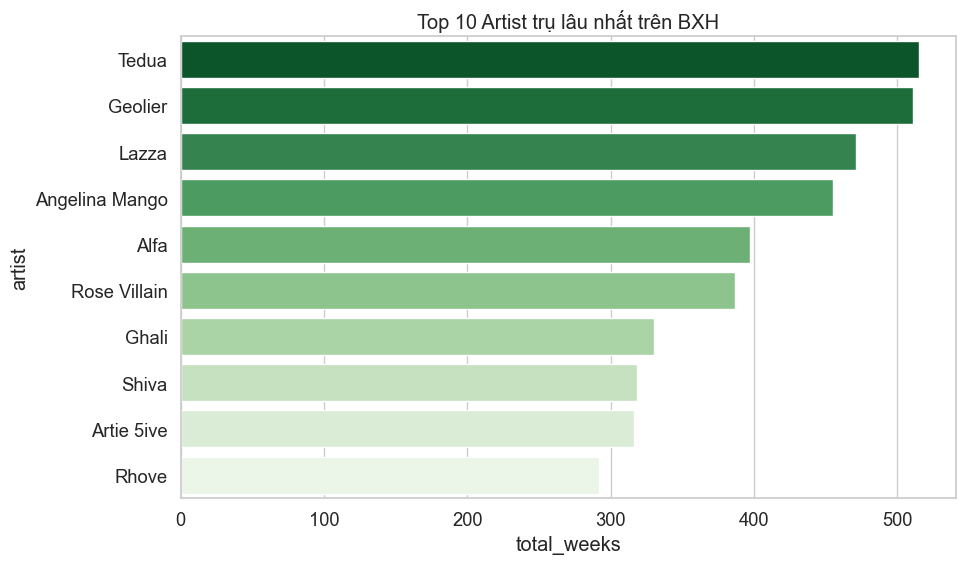 Top 10 Artist trụ lâu nhất trên BXH
artist
Tedua
Geolier
Lazza
Angelina Mango
Alfa
Rose Villain
Ghali
Shiva
Artie 5ive
Rhove
0 100 200 300 400 500
total_weeks